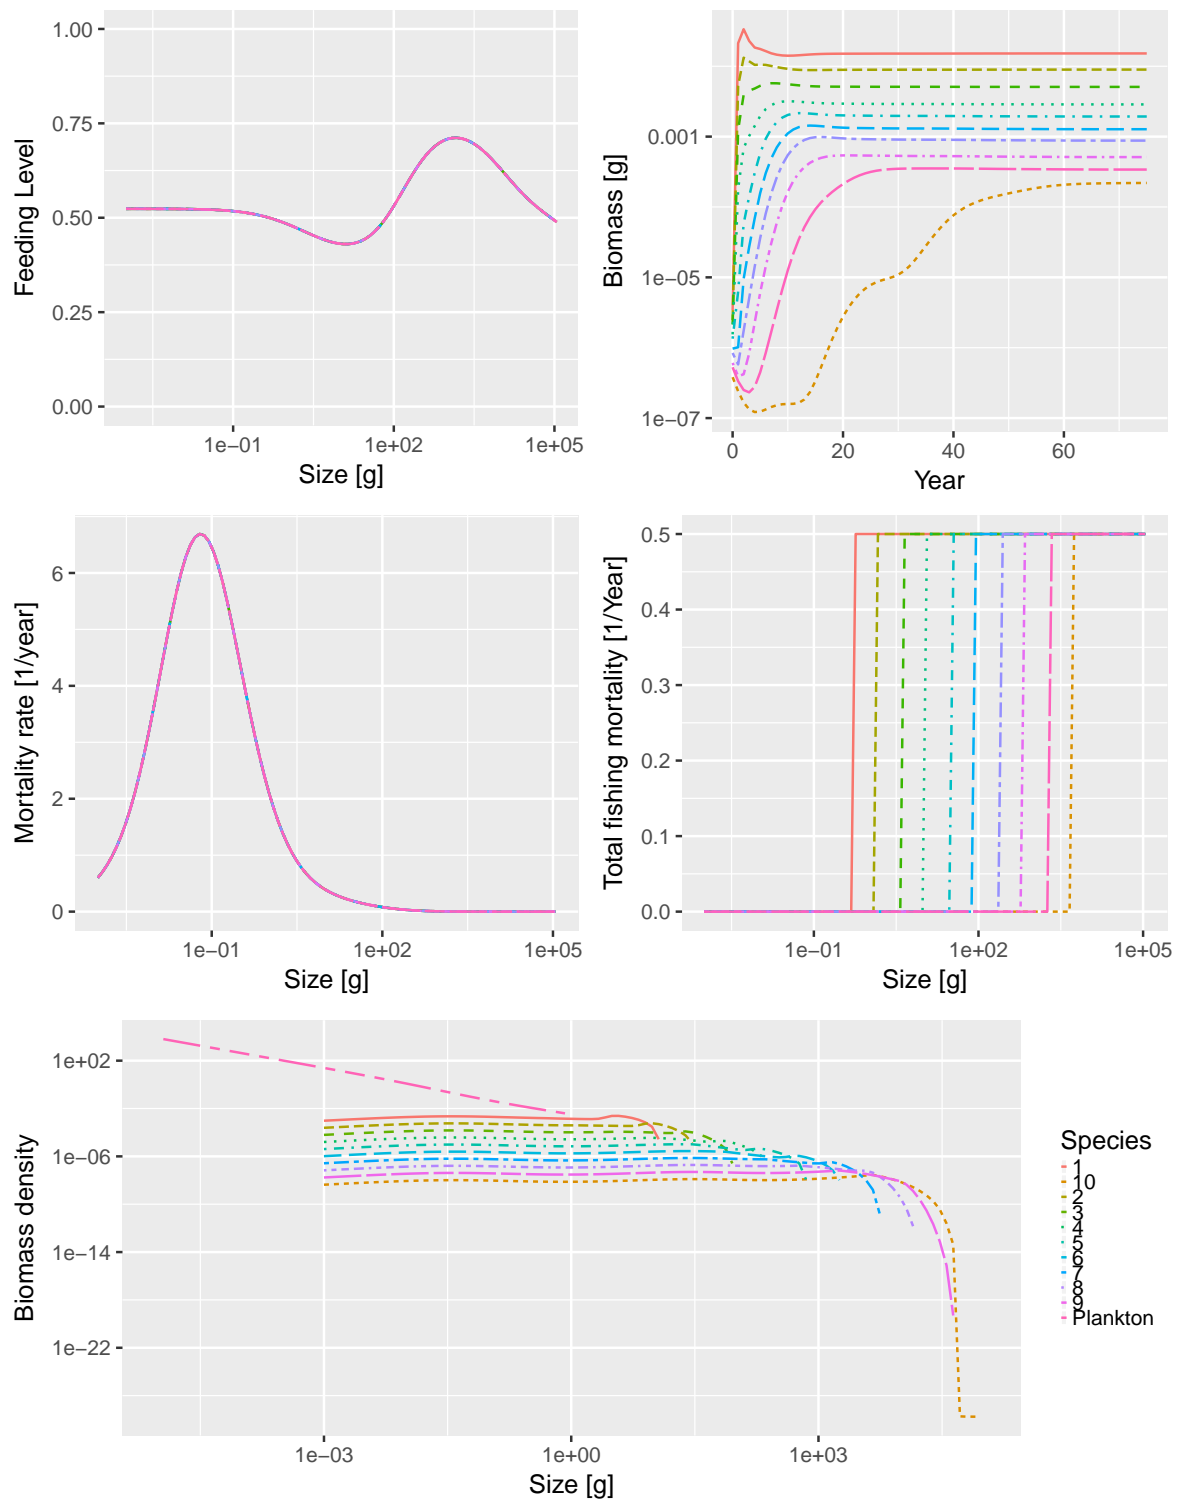 1.00
0.75
0.50
0.25
0.00
Feeding Level
1e−01
1e+02
1e+05
Size [g]
0.001
1e−05
1e−07
Biomass [g]
0
20
40
60
Year
6
4
2
0
Mortality rate [1/year]
1e−01
1e+02
1e+05
Size [g]
0.5
0.4
0.3
0.2
0.1
0.0
Total fishing mortality [1/Year]
1e−01
1e+02
1e+05
Size [g]
1e+02
1e−06
1e−14
1e−22
Biomass density
1e−03
1e+00
1e+03
Size [g]
Species
1
10
2
3
4
5
6
7
8
9
Plankton